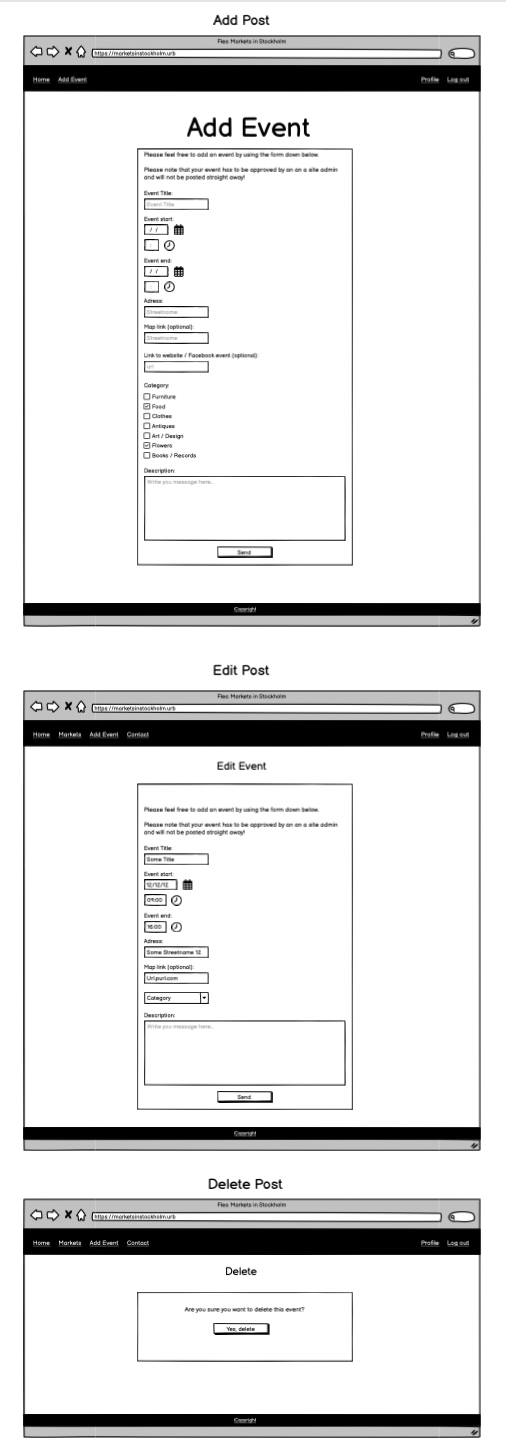 Add Post
Flea Markets in Stockholm
https://marketsinstockholm.urb
Home Add Event Profile Log out
Add Event
Please feel free to add an event by using the form down below.
Please note that your event has to be approved by an on a site admin
and will not be posted straight away!
Event Title:
Event Title
Event start:
/ /
:
Event end:
/ /
:
Adress:
Streetname
Map link (optional):
Streetname
Link to website / Facebook event (optional):
url
Category:
Furniture
Food
Clothes
Antiques
Art / Design
Flowers
Books / Records
Description:
Write you message here..
Send
Copyright
Edit Post
Flea Markets in Stockholm
https://marketsinstockholm.urb
Home Markets Add Event Contact Profile Log out
Edit Event
Please feel free to add an event by using the form down below.
Please note that your event has to be approved by an on a site admin
and will not be posted straight away!
Event Title:
Some Title
Event start:
12/12/12
09:00
Event end:
16:00
Adress:
Some Streetname 12
Map link (optional):
Url.purl.com
Category
Description:
Write you message here..
Send
Copyright
Delete Post
Flea Markets in Stockholm
https://marketsinstockholm.urb
Home Markets Add Event Contact Profile Log out
Delete
Are you sure you want to delete this event?
Yes, delete
Copyright